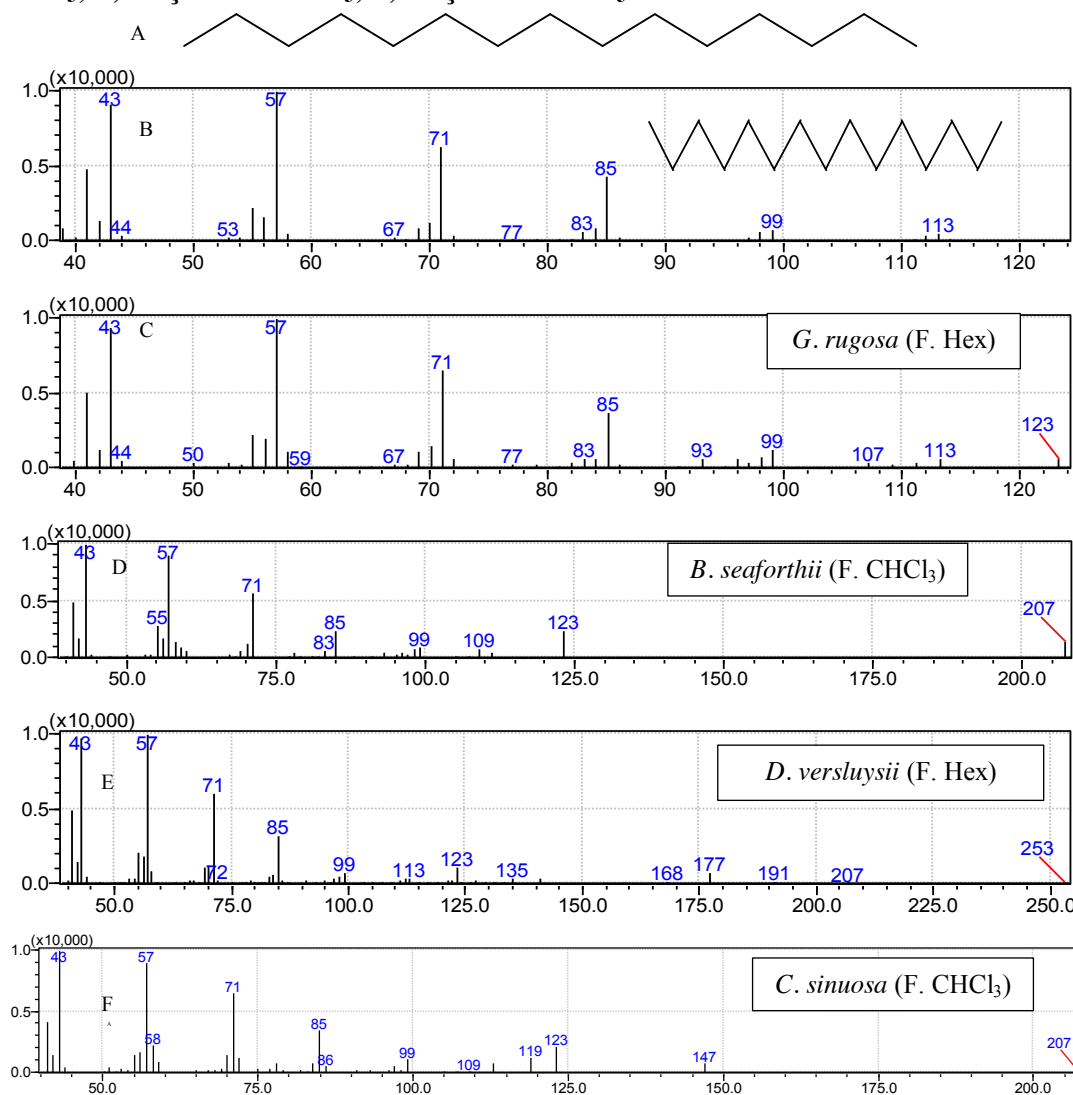 A
(x10,000)
1.0 43 57
B
71
0.5 85
44 53 67 77 83 99 113
0.0
40 50 60 70 80 90 100 110 120
(x10,000)
1.0 43 57
C
G. rugosa (F. Hex)
71
0.5 85 123
44 50 59 67 77 83 93 99 107 113
0.0
40 50 60 70 80 90 100 110 120
(x10,000)
1.0 43 57
D
B. seaforthii (F. CHCl3)
71
0.5 55 85 123 207
83 99 109
0.0
50.0 75.0 100.0 125.0 150.0 175.0 200.0
(x10,000)
1.0 43 57
E
D. versluysii (F. Hex)
71
0.5 85 253
72 99 113 123 135 168 177 191 207
0.0
50.0 75.0 100.0 125.0 150.0 175.0 200.0 225.0 250.0
(x10,000)
1.0 43 57
C. sinuosa (F. CHCl3)
71
F
A
0.5 58 85 123 207
86 99 109 119 147
0.0
50.0 75.0 100.0 125.0 150.0 175.0 200.0